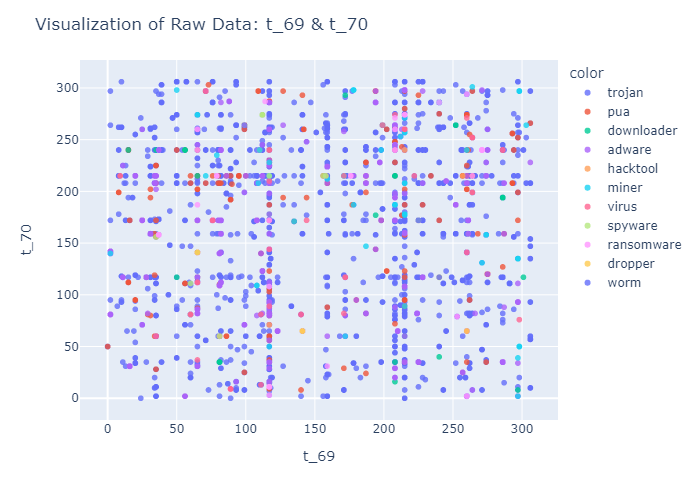 Visualization of Raw Data: t_69 & t_70
color
trojan
pua
downloader
adware
hacktool
miner
virus
spyware
ransomware
dropper
worm
300
250
200
150
100
50
0
t_70
0 50 100 150 200 250 300
t_69